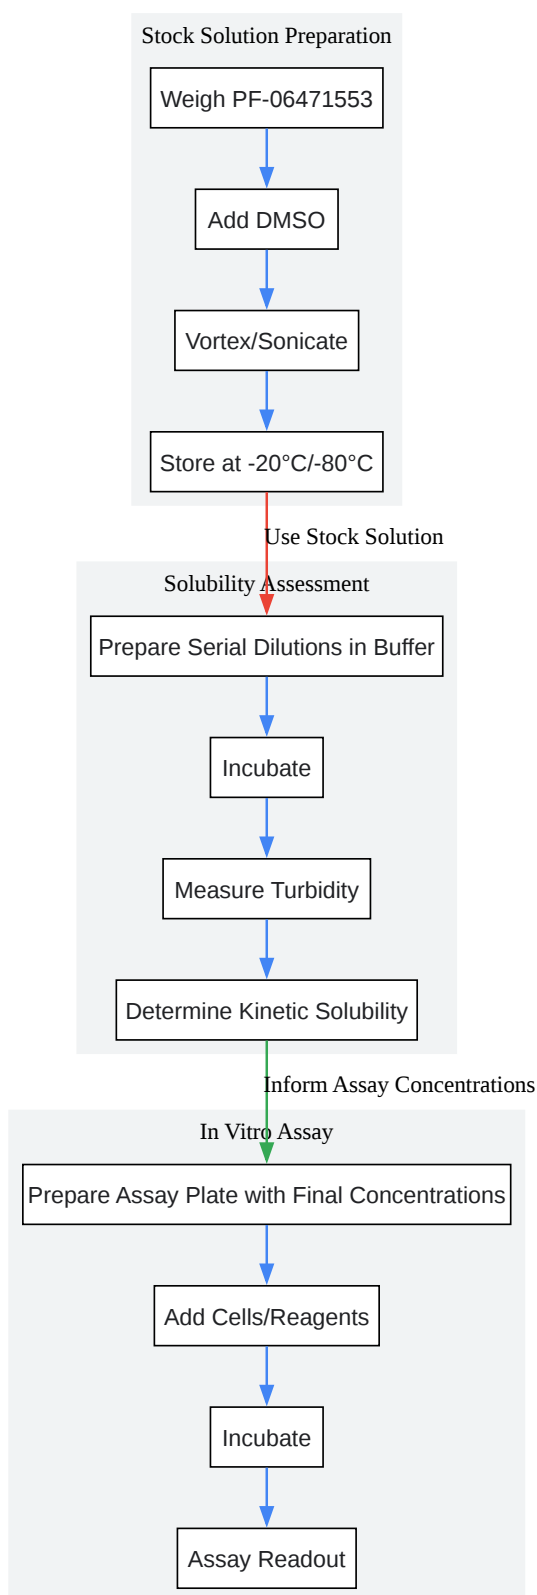 Stock Solution Preparation
Weigh PF-06471553
Add DMSO
Vortex/Sonicate
Store at -20°C/-80°C
Use Stock Solution
Solubility Assessment
Prepare Serial Dilutions in Buffer
Incubate
Measure Turbidity
Determine Kinetic Solubility
Inform Assay Concentrations
In Vitro Assay
Prepare Assay Plate with Final Concentrations
Add Cells/Reagents
Incubate
Assay Readout